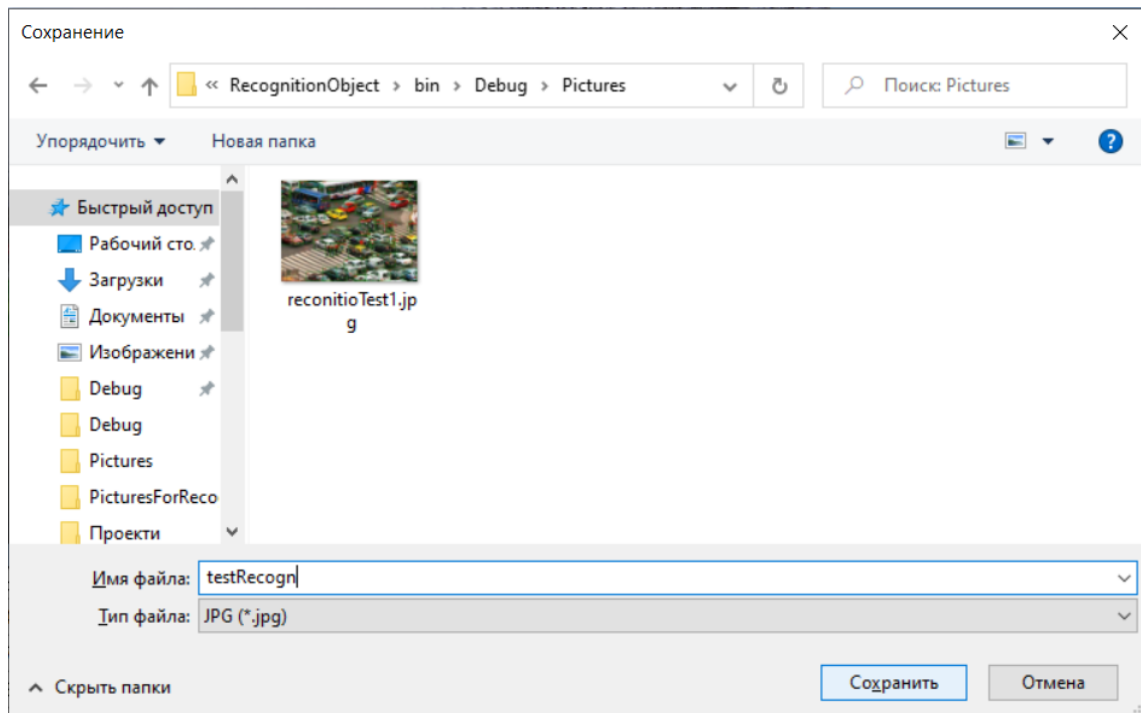 Сохранение
« RecognitionObject › bin › Debug › Pictures
Поиск: Pictures
Упорядочить
Новая папка
Быстрый доступ
Рабочий сто.
Загрузки
Документы
Изображени
Debug
Debug
Pictures
PicturesForReco
Проекти
reconitioTest1.jp
g
Имя файла: testRecogn
Тип файла: JPG (*.jpg)
Скрыть папки
Сохранить
Отмена